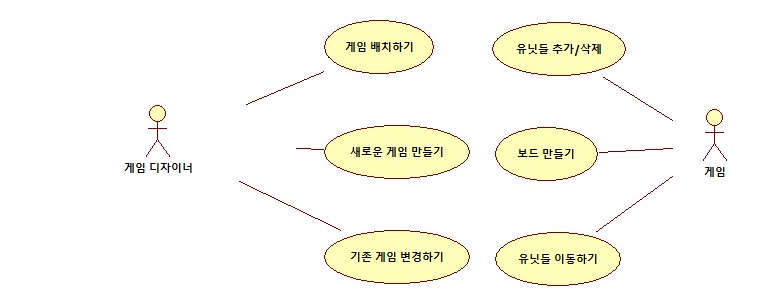 게임 배치하기
유닛들 추가/삭제
새로운 게임 만들기
보드 만들기
게임 디자이너
게임
기존 게임 변경하기
유닛들 이동하기